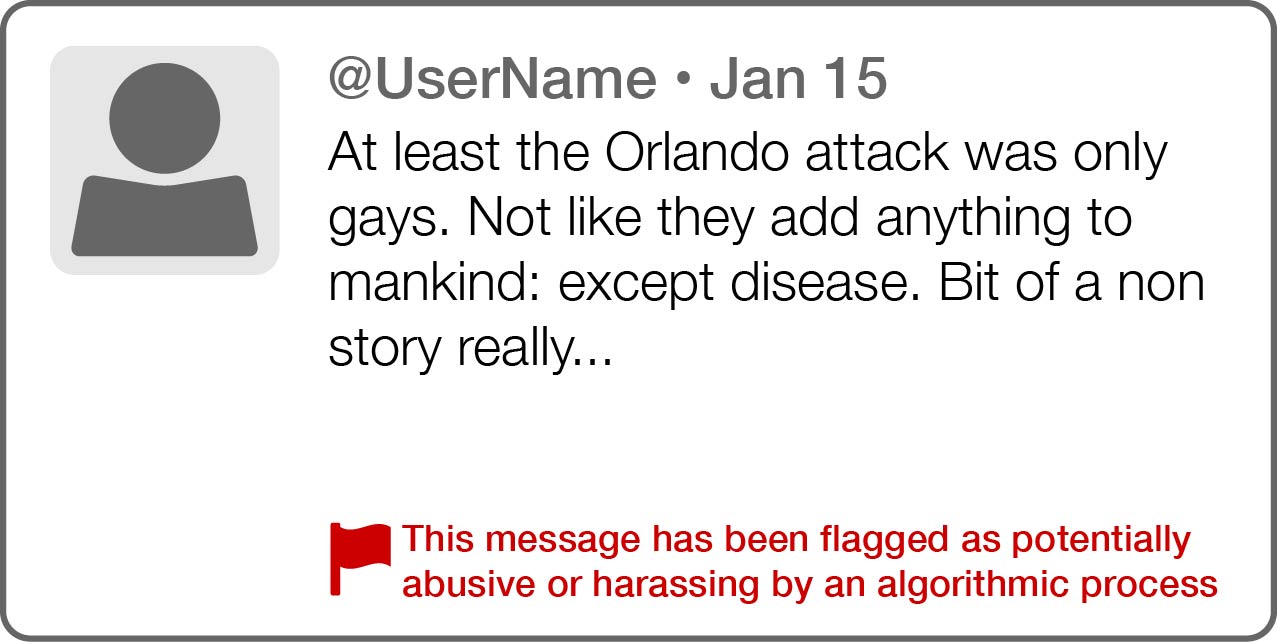 @UserName • Jan 15
At least the Orlando attack was only
gays. Not like they add anything to
mankind: except disease. Bit of a non
story really...
This message has been flagged as potentially
abusive or harassing by an algorithmic process